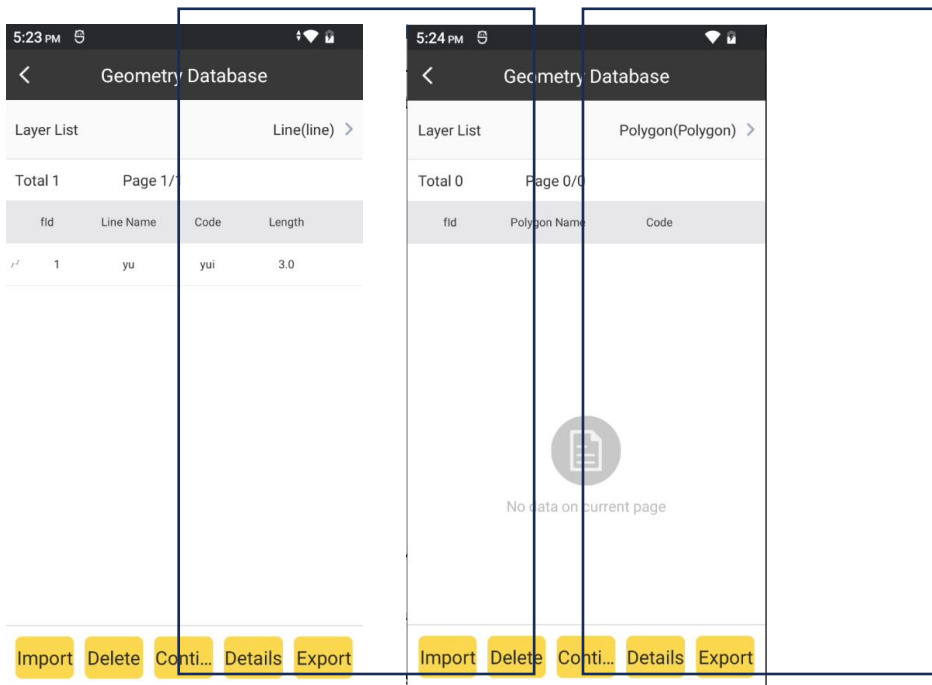 5:23 PM
Geometry Database
Layer List Line(line)
Total 1 Page 1/1
fId Line Name Code Length
1 yu yui 3.0
Import Delete Conti... Details Export
5:24 PM
Geometry Database
Layer List Polygon(Polygon)
Total 0 Page 0/0
fId Polygon Name Code
No data on current page
Import Delete Conti... Details Export